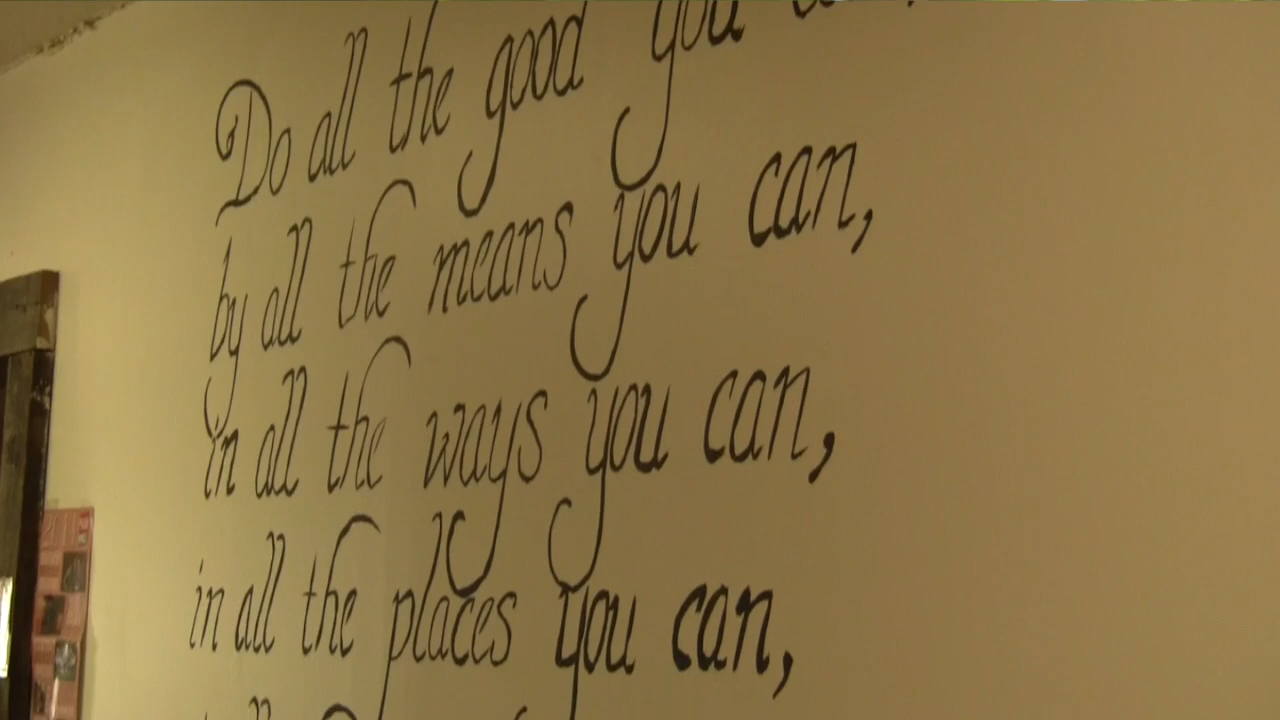 Do all the good you
by all the means you can,
in all the ways you can,
in all the places you can,